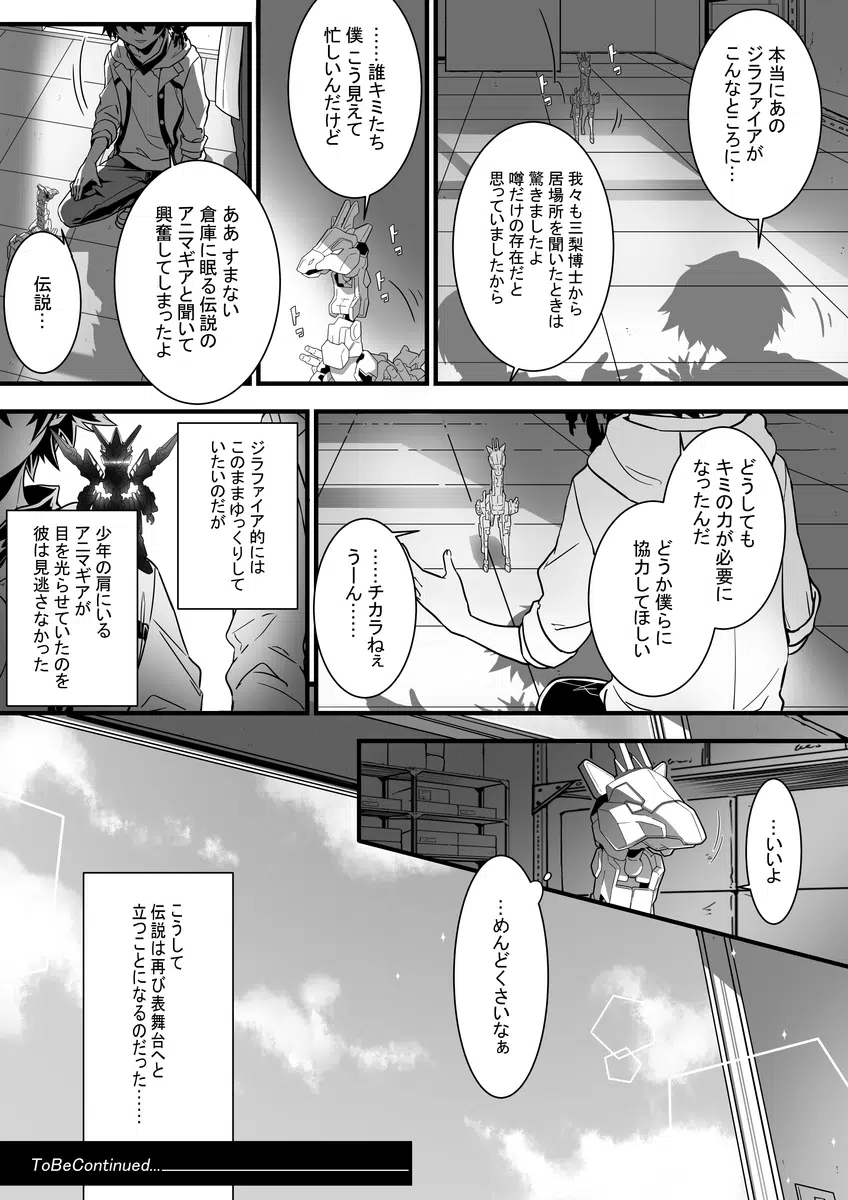 本当にあの
ジラファイアが
こんなところに…
我々も三梨博士から
居場所を聞いたときは
驚きましたよ
噂だけの存在だと
思っていましたから
……誰キミたち
僕 こう見えて
忙しいんだけど
ああ すまない
倉庫に眠る伝説の
アニマギアと聞いて
興奮してしまったよ
伝説…
どうしても
キミの力が必要に
なったんだ
どうか僕らに
協力してほしい
……チカラねぇ
うーん……
ジラファイア的には
このままゆっくりして
いたいのだが
少年の肩にいる
アニマギアが
目を光らせていたのを
彼は見逃さなかった
…いいよ
…めんどくさいなぁ
こうして
伝説は再び表舞台へと
立つことになるのだった……
ToBeContinued...